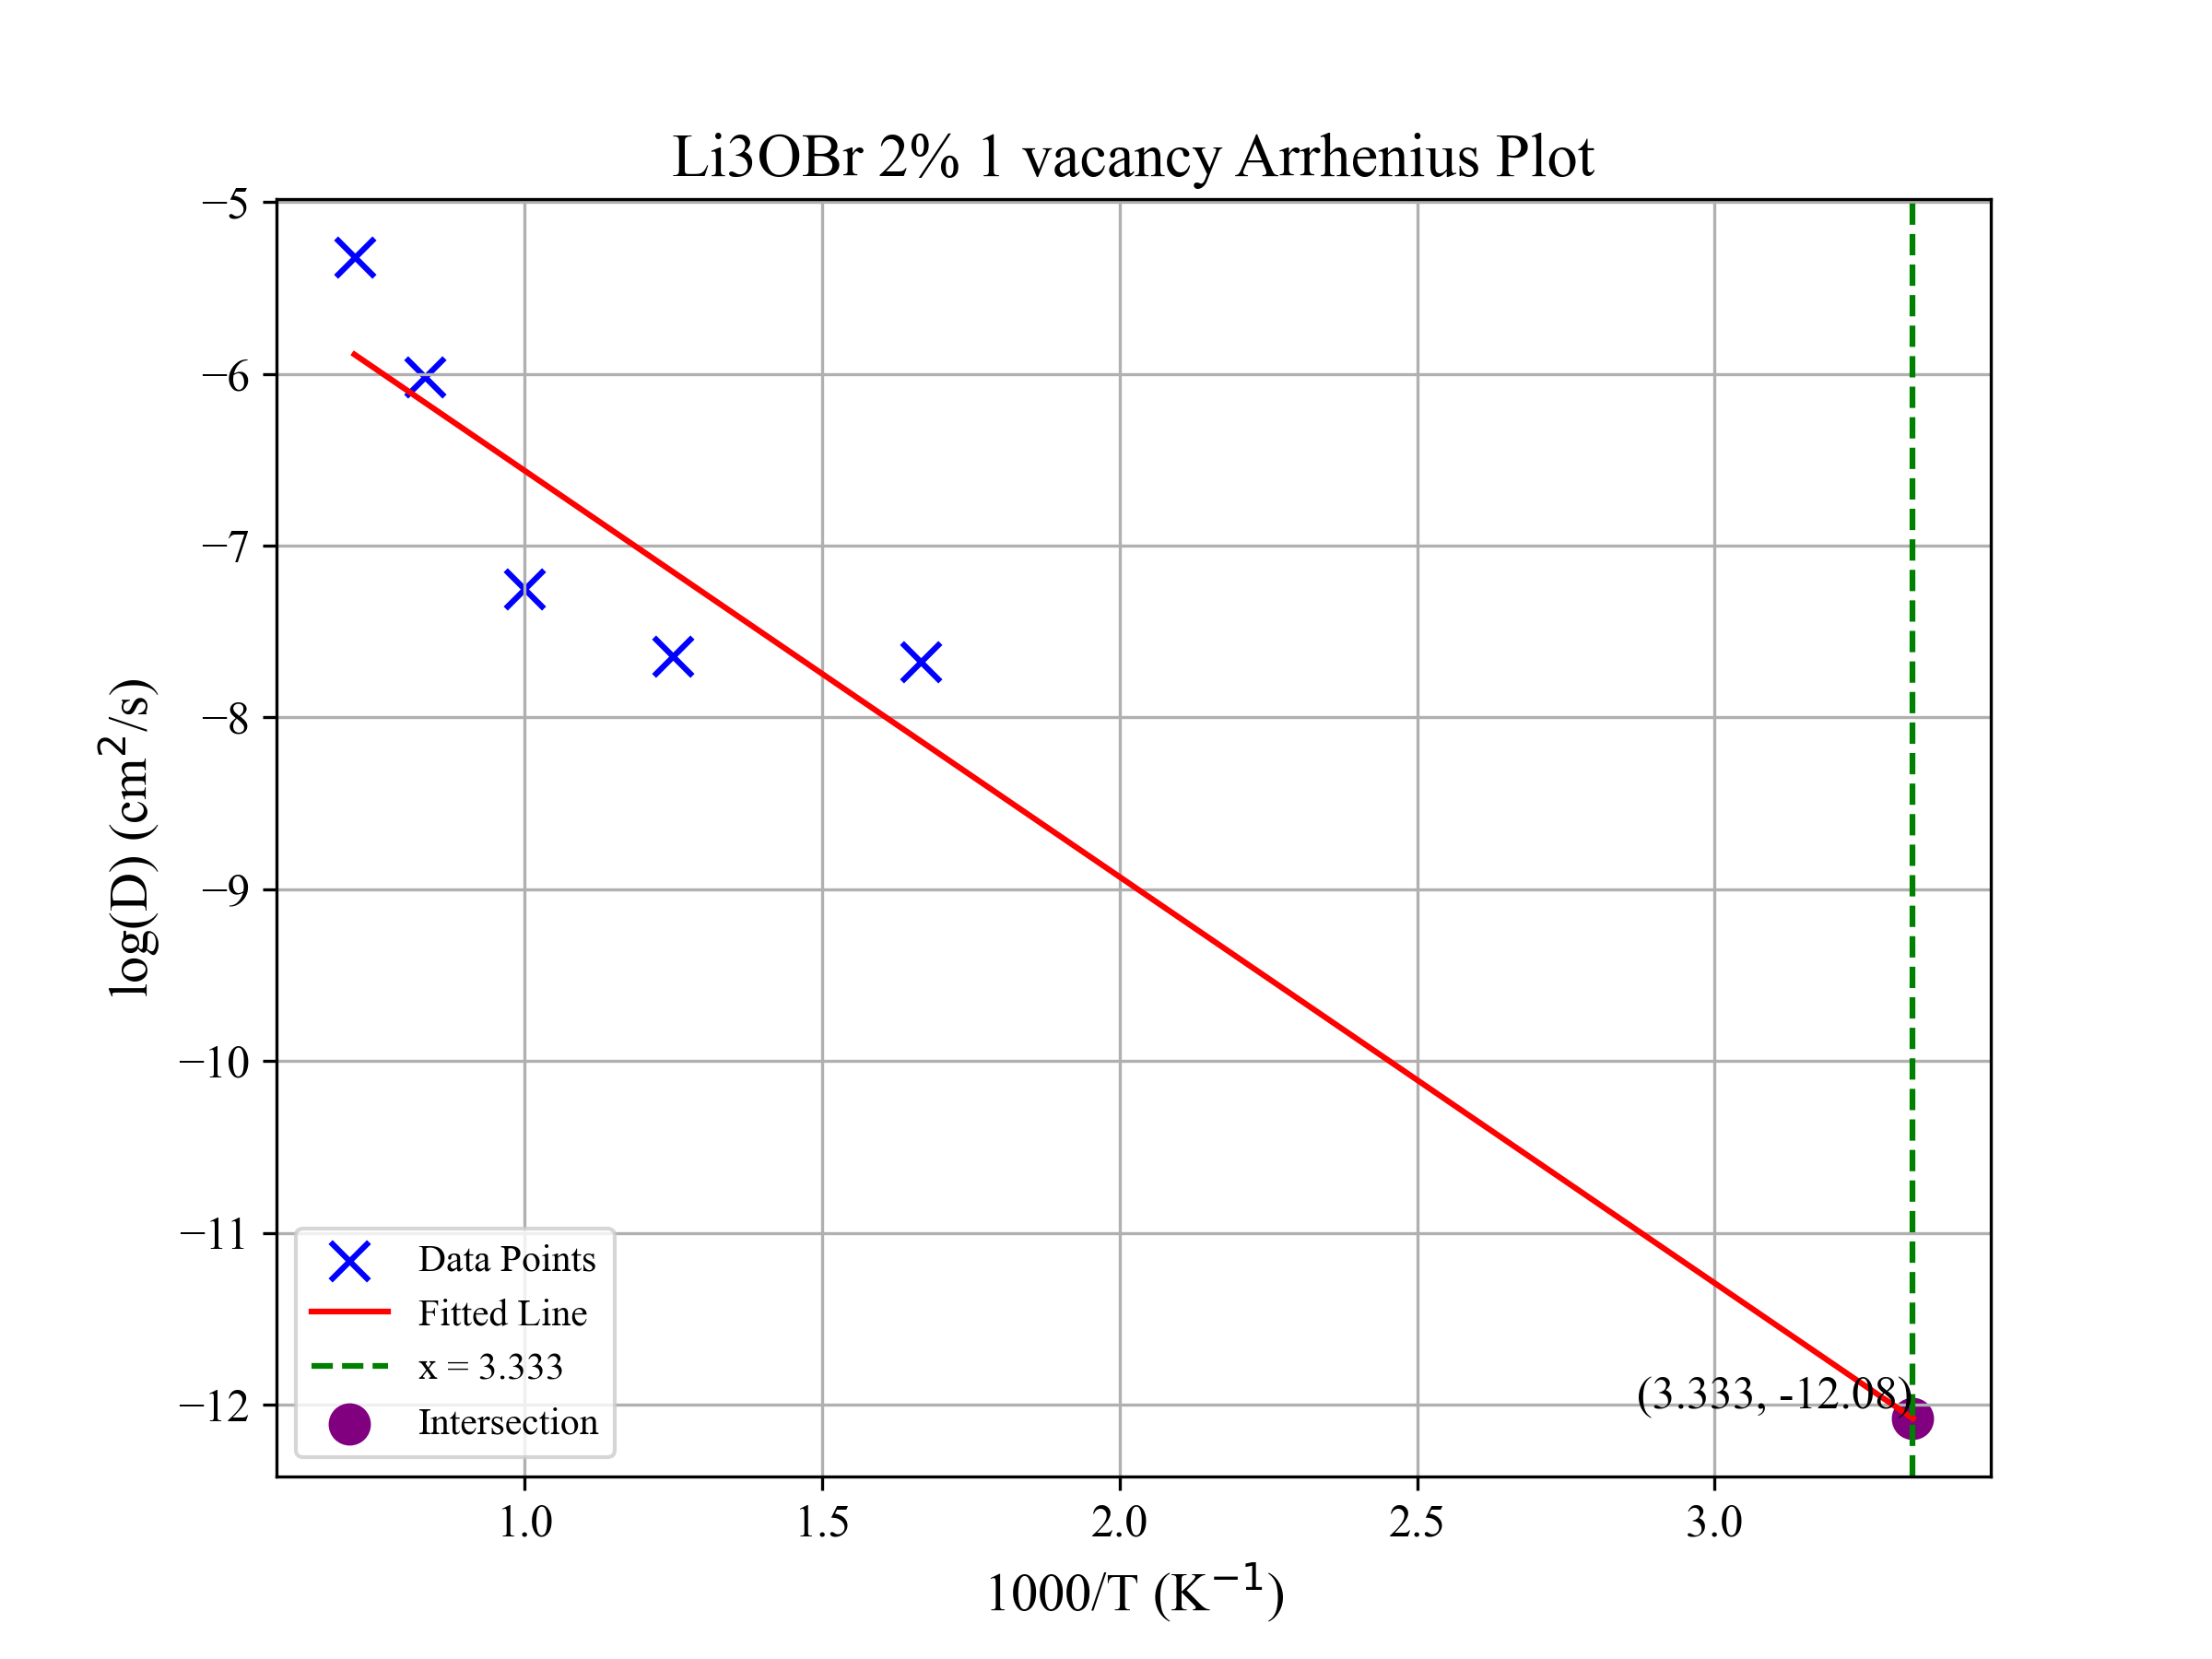 Li3OBr 2% 1 vacancy Arrhenius Plot
−5
−6
−7
−8
−9
−10
−11
−12
log(D) (cm²/s)
(3.333, -12.08)
Data Points
Fitted Line
x = 3.333
Intersection
1.0 1.5 2.0 2.5 3.0
1000/T (K⁻¹)